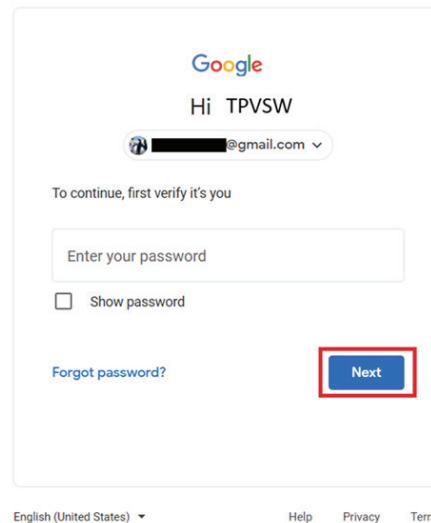 Google
Hi TPVSW
@gmail.com
To continue, first verify it's you
Enter your password
Show password
Forgot password? Next
English (United States) Help Privacy Term